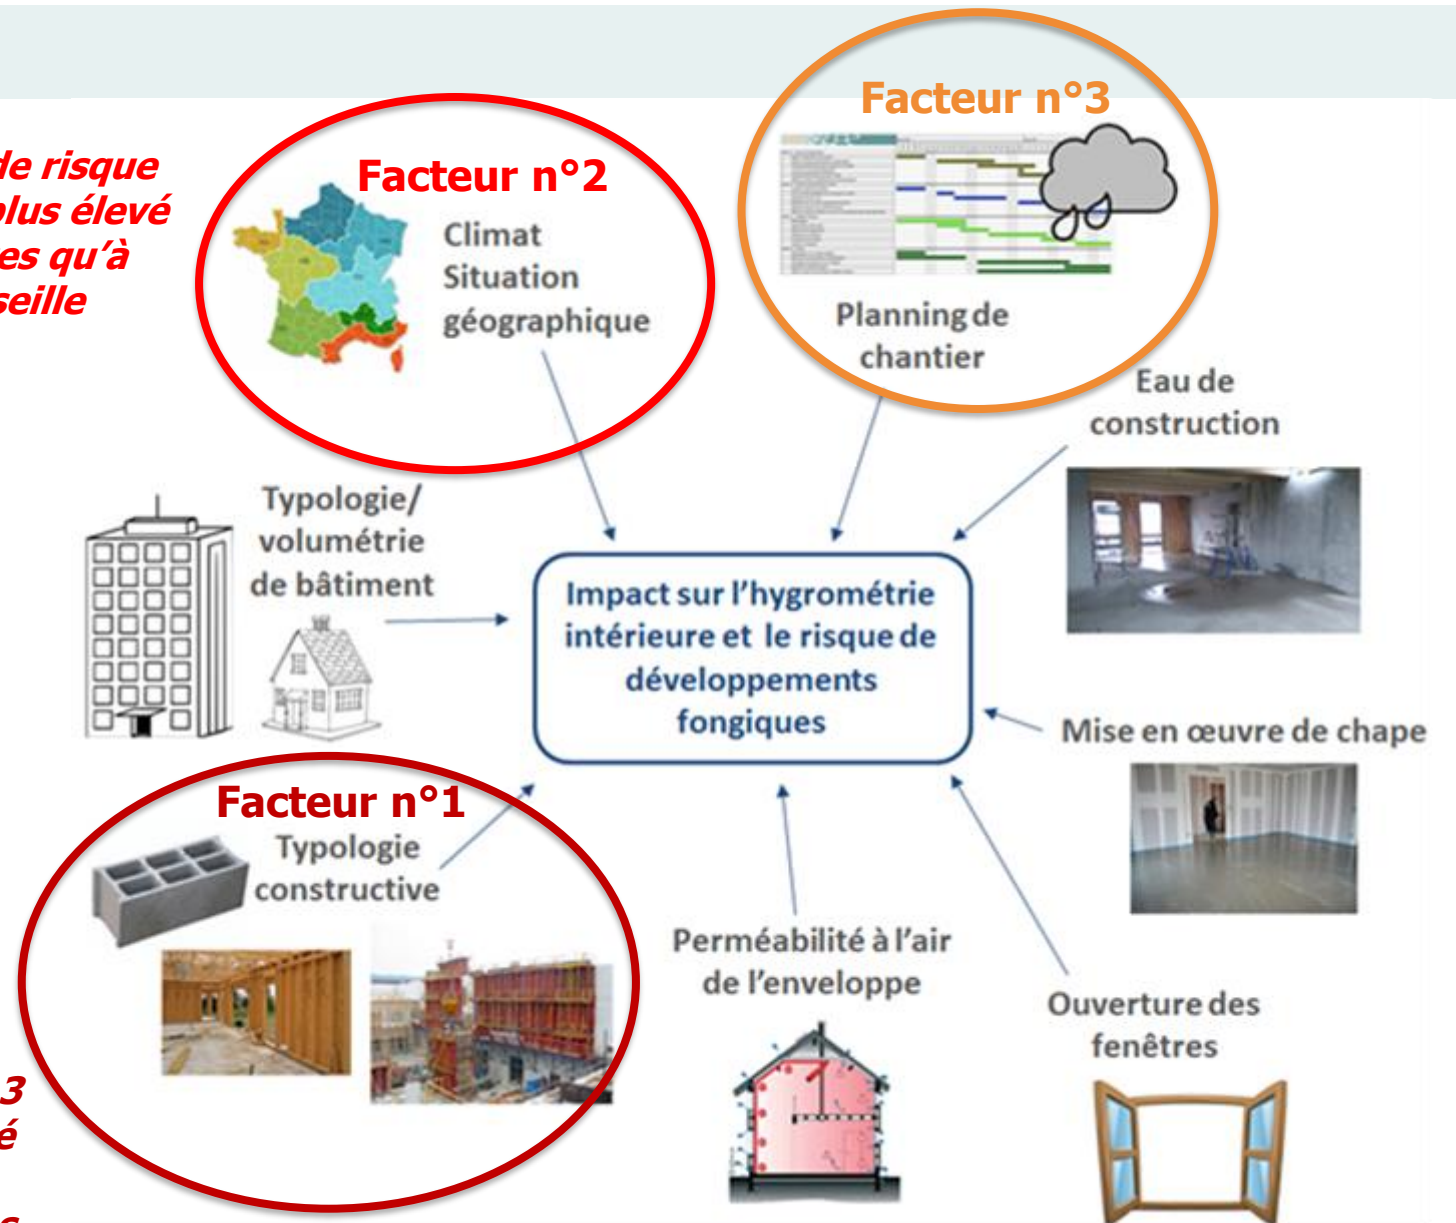 Facteur n°3
de risque
plus élevé
es qu'à
seille
Facteur n°2
Climat
Situation
géographique
Planning de
chantier
Eau de
construction
Typologie/
volumétrie
de bâtiment
Impact sur l'hygrométrie
intérieure et le risque de
développements
fongiques
Mise en œuvre de chape
Facteur n°1
Typologie
constructive
Perméabilité à l'air
de l'enveloppe
Ouverture des
fenêtres
3
é